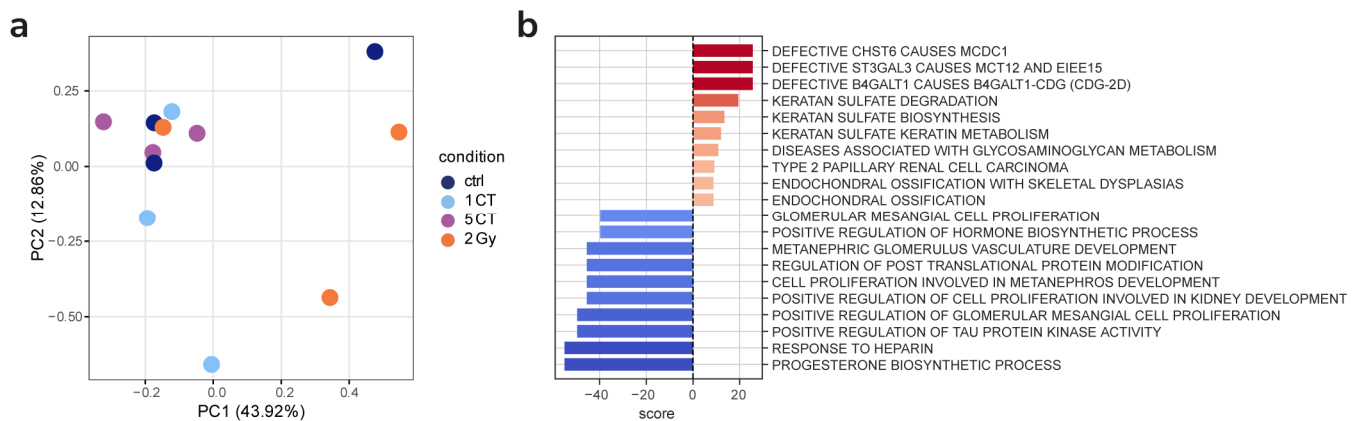 a
0.25
0.00
−0.25
−0.50
PC2 (12.86%)
−0.2
0.0
0.2
0.4
PC1 (43.92%)
condition
ctrl
1 CT
5 CT
2 Gy
b
DEFECTIVE CHST6 CAUSES MCDC1
DEFECTIVE ST3GAL3 CAUSES MCT12 AND EIEE15
DEFECTIVE B4GALT1 CAUSES B4GALT1-CDG (CDG-2D)
KERATAN SULFATE DEGRADATION
KERATAN SULFATE BIOSYNTHESIS
KERATAN SULFATE KERATIN METABOLISM
DISEASES ASSOCIATED WITH GLYCOSAMINOGLYCAN METABOLISM
TYPE 2 PAPILLARY RENAL CELL CARCINOMA
ENDOCHONDRAL OSSIFICATION WITH SKELETAL DYSPLASIAS
ENDOCHONDRAL OSSIFICATION
GLOMERULAR MESANGIAL CELL PROLIFERATION
POSITIVE REGULATION OF HORMONE BIOSYNTHETIC PROCESS
METANEPHRIC GLOMERULUS VASCULATURE DEVELOPMENT
REGULATION OF POST TRANSLATIONAL PROTEIN MODIFICATION
CELL PROLIFERATION INVOLVED IN METANEPHROS DEVELOPMENT
POSITIVE REGULATION OF CELL PROLIFERATION INVOLVED IN KIDNEY DEVELOPMENT
POSITIVE REGULATION OF GLOMERULAR MESANGIAL CELL PROLIFERATION
POSITIVE REGULATION OF TAU PROTEIN KINASE ACTIVITY
RESPONSE TO HEPARIN
PROGESTERONE BIOSYNTHETIC PROCESS
−40
−20
0
20
score